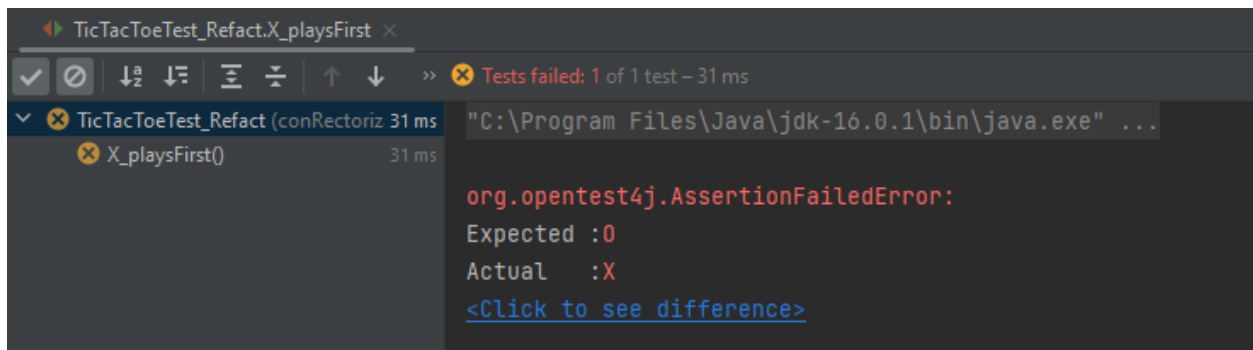 TicTacToeTest_Refact.X_playsFirst
» Tests failed: 1 of 1 test – 31 ms
TicTacToeTest_Refact (conRectoriz 31 ms
"C:\Program Files\Java\jdk-16.0.1\bin\java.exe" ...
X_playsFirst() 31 ms
org.opentest4j.AssertionFailedError:
Expected :O
Actual   :X
<Click to see difference>